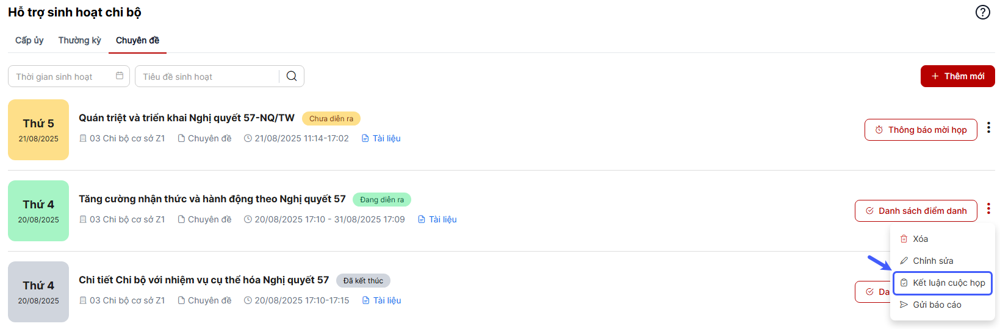 Hỗ trợ sinh hoạt chi bộ
Cấp ủy Thường kỳ Chuyên đề
Thời gian sinh hoạt Tiêu đề sinh hoạt + Thêm mới
Thứ 5
21/08/2025
Quán triệt và triển khai Nghị quyết 57-NQ/TW Chưa diễn ra
03 Chi bộ cơ sở Z1 Chuyên đề 21/08/2025 11:14-17:02 Tài liệu
Thông báo mời họp
Thứ 4
20/08/2025
Tăng cường nhận thức và hành động theo Nghị quyết 57 Đang diễn ra
03 Chi bộ cơ sở Z1 Chuyên đề 20/08/2025 17:10 - 31/08/2025 17:09 Tài liệu
Danh sách điểm danh
Xóa
Chỉnh sửa
Kết luận cuộc họp
Gửi báo cáo
Thứ 4
20/08/2025
Chi tiết Chi bộ với nhiệm vụ cụ thể hóa Nghị quyết 57 Đã kết thúc
03 Chi bộ cơ sở Z1 Chuyên đề 20/08/2025 17:10-17:15 Tài liệu
Da